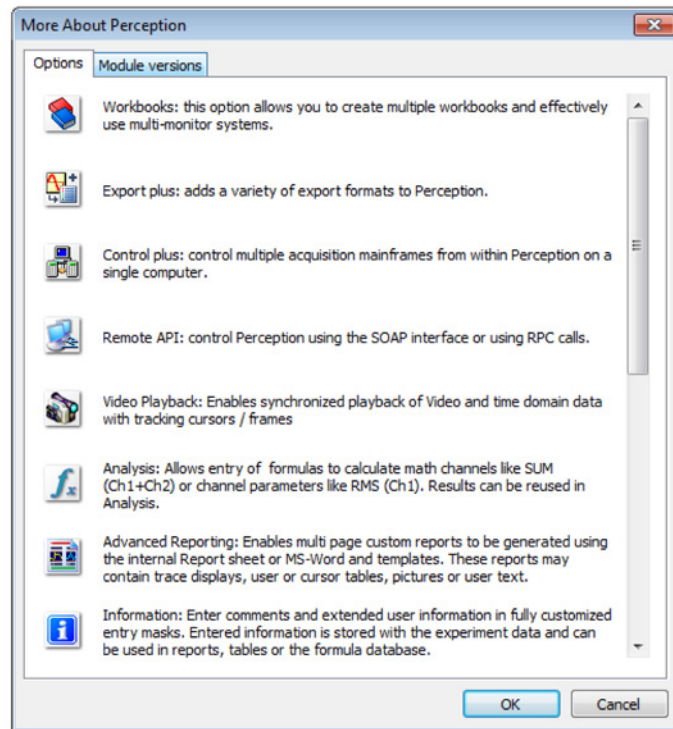 More About Perception
Options
Module versions
Workbooks: this option allows you to create multiple workbooks and effectively
use multi-monitor systems.
Export plus: adds a variety of export formats to Perception.
Control plus: control multiple acquisition mainframes from within Perception on a
single computer.
Remote API: control Perception using the SOAP interface or using RPC calls.
Video Playback: Enables synchronized playback of Video and time domain data
with tracking cursors / frames
Analysis: Allows entry of formulas to calculate math channels like SUM
(Ch1+Ch2) or channel parameters like RMS (Ch1). Results can be reused in
Analysis.
Advanced Reporting: Enables multi page custom reports to be generated using
the internal Report sheet or MS-Word and templates. These reports may
contain trace displays, user or cursor tables, pictures or user text.
Information: Enter comments and extended user information in fully customized
entry masks. Entered information is stored with the experiment data and can
be used in reports, tables or the formula database.
OK
Cancel